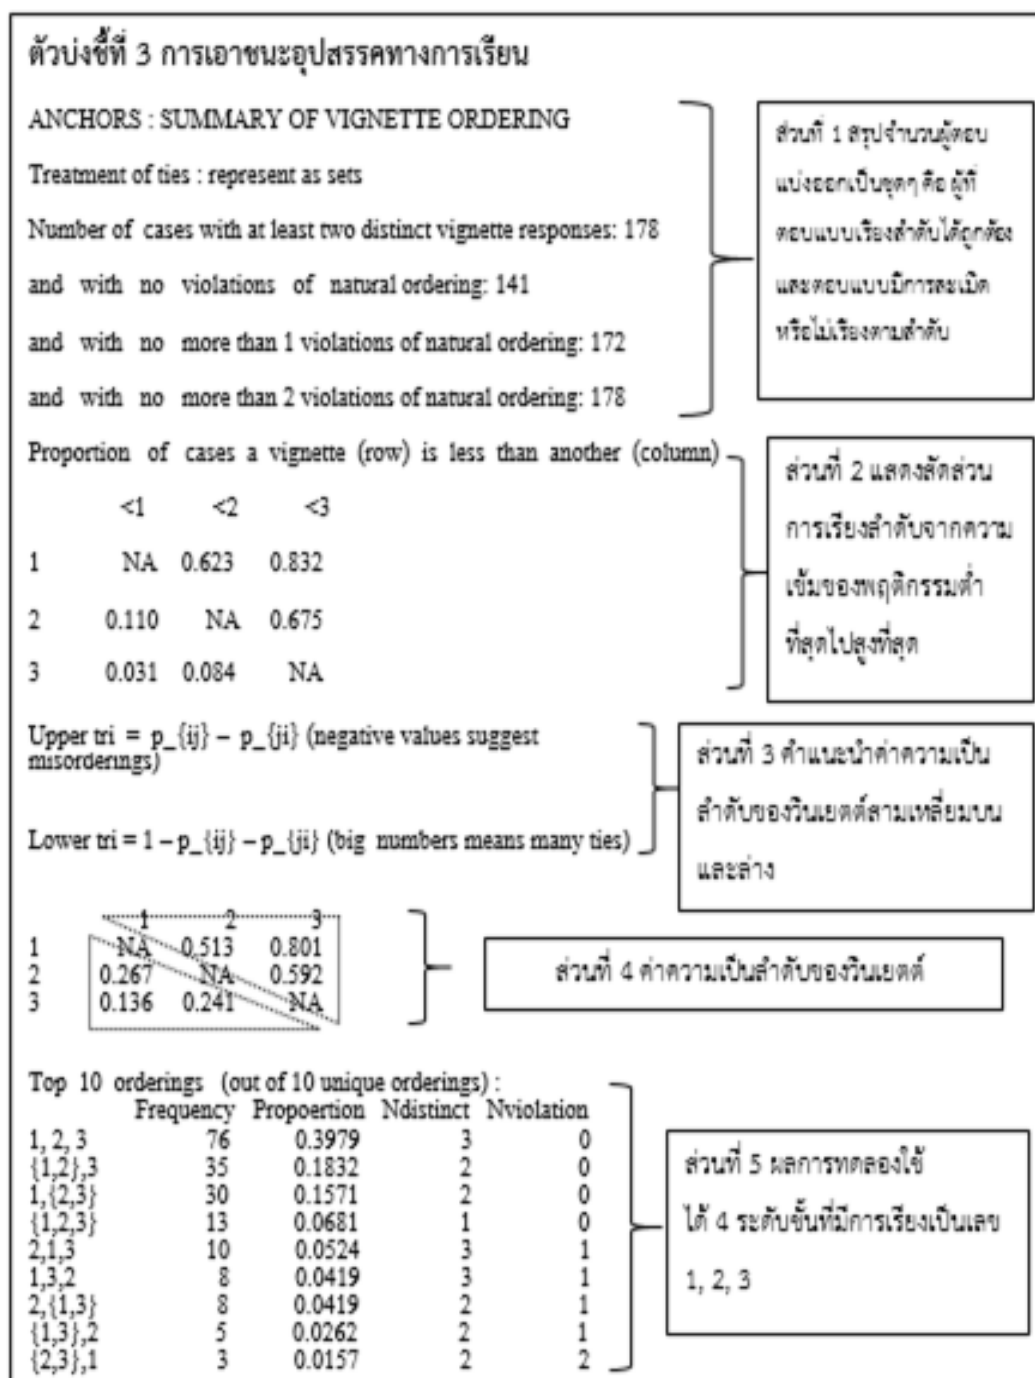 ตัวบ่งชี้ที่ 3 การเอาชนะอุปสรรคทางการเรียน
ANCHORS : SUMMARY OF VIGNETTE ORDERING
Treatment of ties : represent as sets
Number of cases with at least two distinct vignette responses: 178
and with no violations of natural ordering: 141
and with no more than 1 violations of natural ordering: 172
and with no more than 2 violations of natural ordering: 178
ส่วนที่ 1 สรุปจำนวนผู้ตอบ
แบ่งออกเป็นชุดๆ คือ ผู้ที่
ตอบแบบเรียงลำดับได้ถูกต้อง
และตอบแบบมีการละเมิด
หรือไม่เรียงตามลำดับ
Proportion of cases a vignette (row) is less than another (column)
<1 <2 <3
1 NA 0.623 0.832
2 0.110 NA 0.675
3 0.031 0.084 NA
ส่วนที่ 2 แสดงสัดส่วน
การเรียงลำดับจากความ
เข้มของพฤติกรรมต่ำ
ที่สุดไปสูงที่สุด
Upper tri = p_{ij} – p_{ji} (negative values suggest
misorderings)
Lower tri = 1 – p_{ij} – p_{ji} (big numbers means many ties)
ส่วนที่ 3 คำแนะนำค่าความเป็น
ลำดับของวินเยตต์สามเหลี่ยมบน
และล่าง
1 2 3
1 NA 0.513 0.801
2 0.267 NA 0.592
3 0.136 0.241 NA
ส่วนที่ 4 ค่าความเป็นลำดับของวินเยตต์
Top 10 orderings (out of 10 unique orderings) :
Frequency Propoertion Ndistinct Nviolation
1, 2, 3 76 0.3979 3 0
{1,2},3 35 0.1832 2 0
1,{2,3} 30 0.1571 2 0
{1,2,3} 13 0.0681 1 0
2,1,3 10 0.0524 3 1
1,3,2 8 0.0419 3 1
2,{1,3} 8 0.0419 2 1
{1,3},2 5 0.0262 2 1
{2,3},1 3 0.0157 2 2
ส่วนที่ 5 ผลการทดลองใช้
ได้ 4 ระดับขั้นที่มีการเรียงเป็นเลข
1, 2, 3